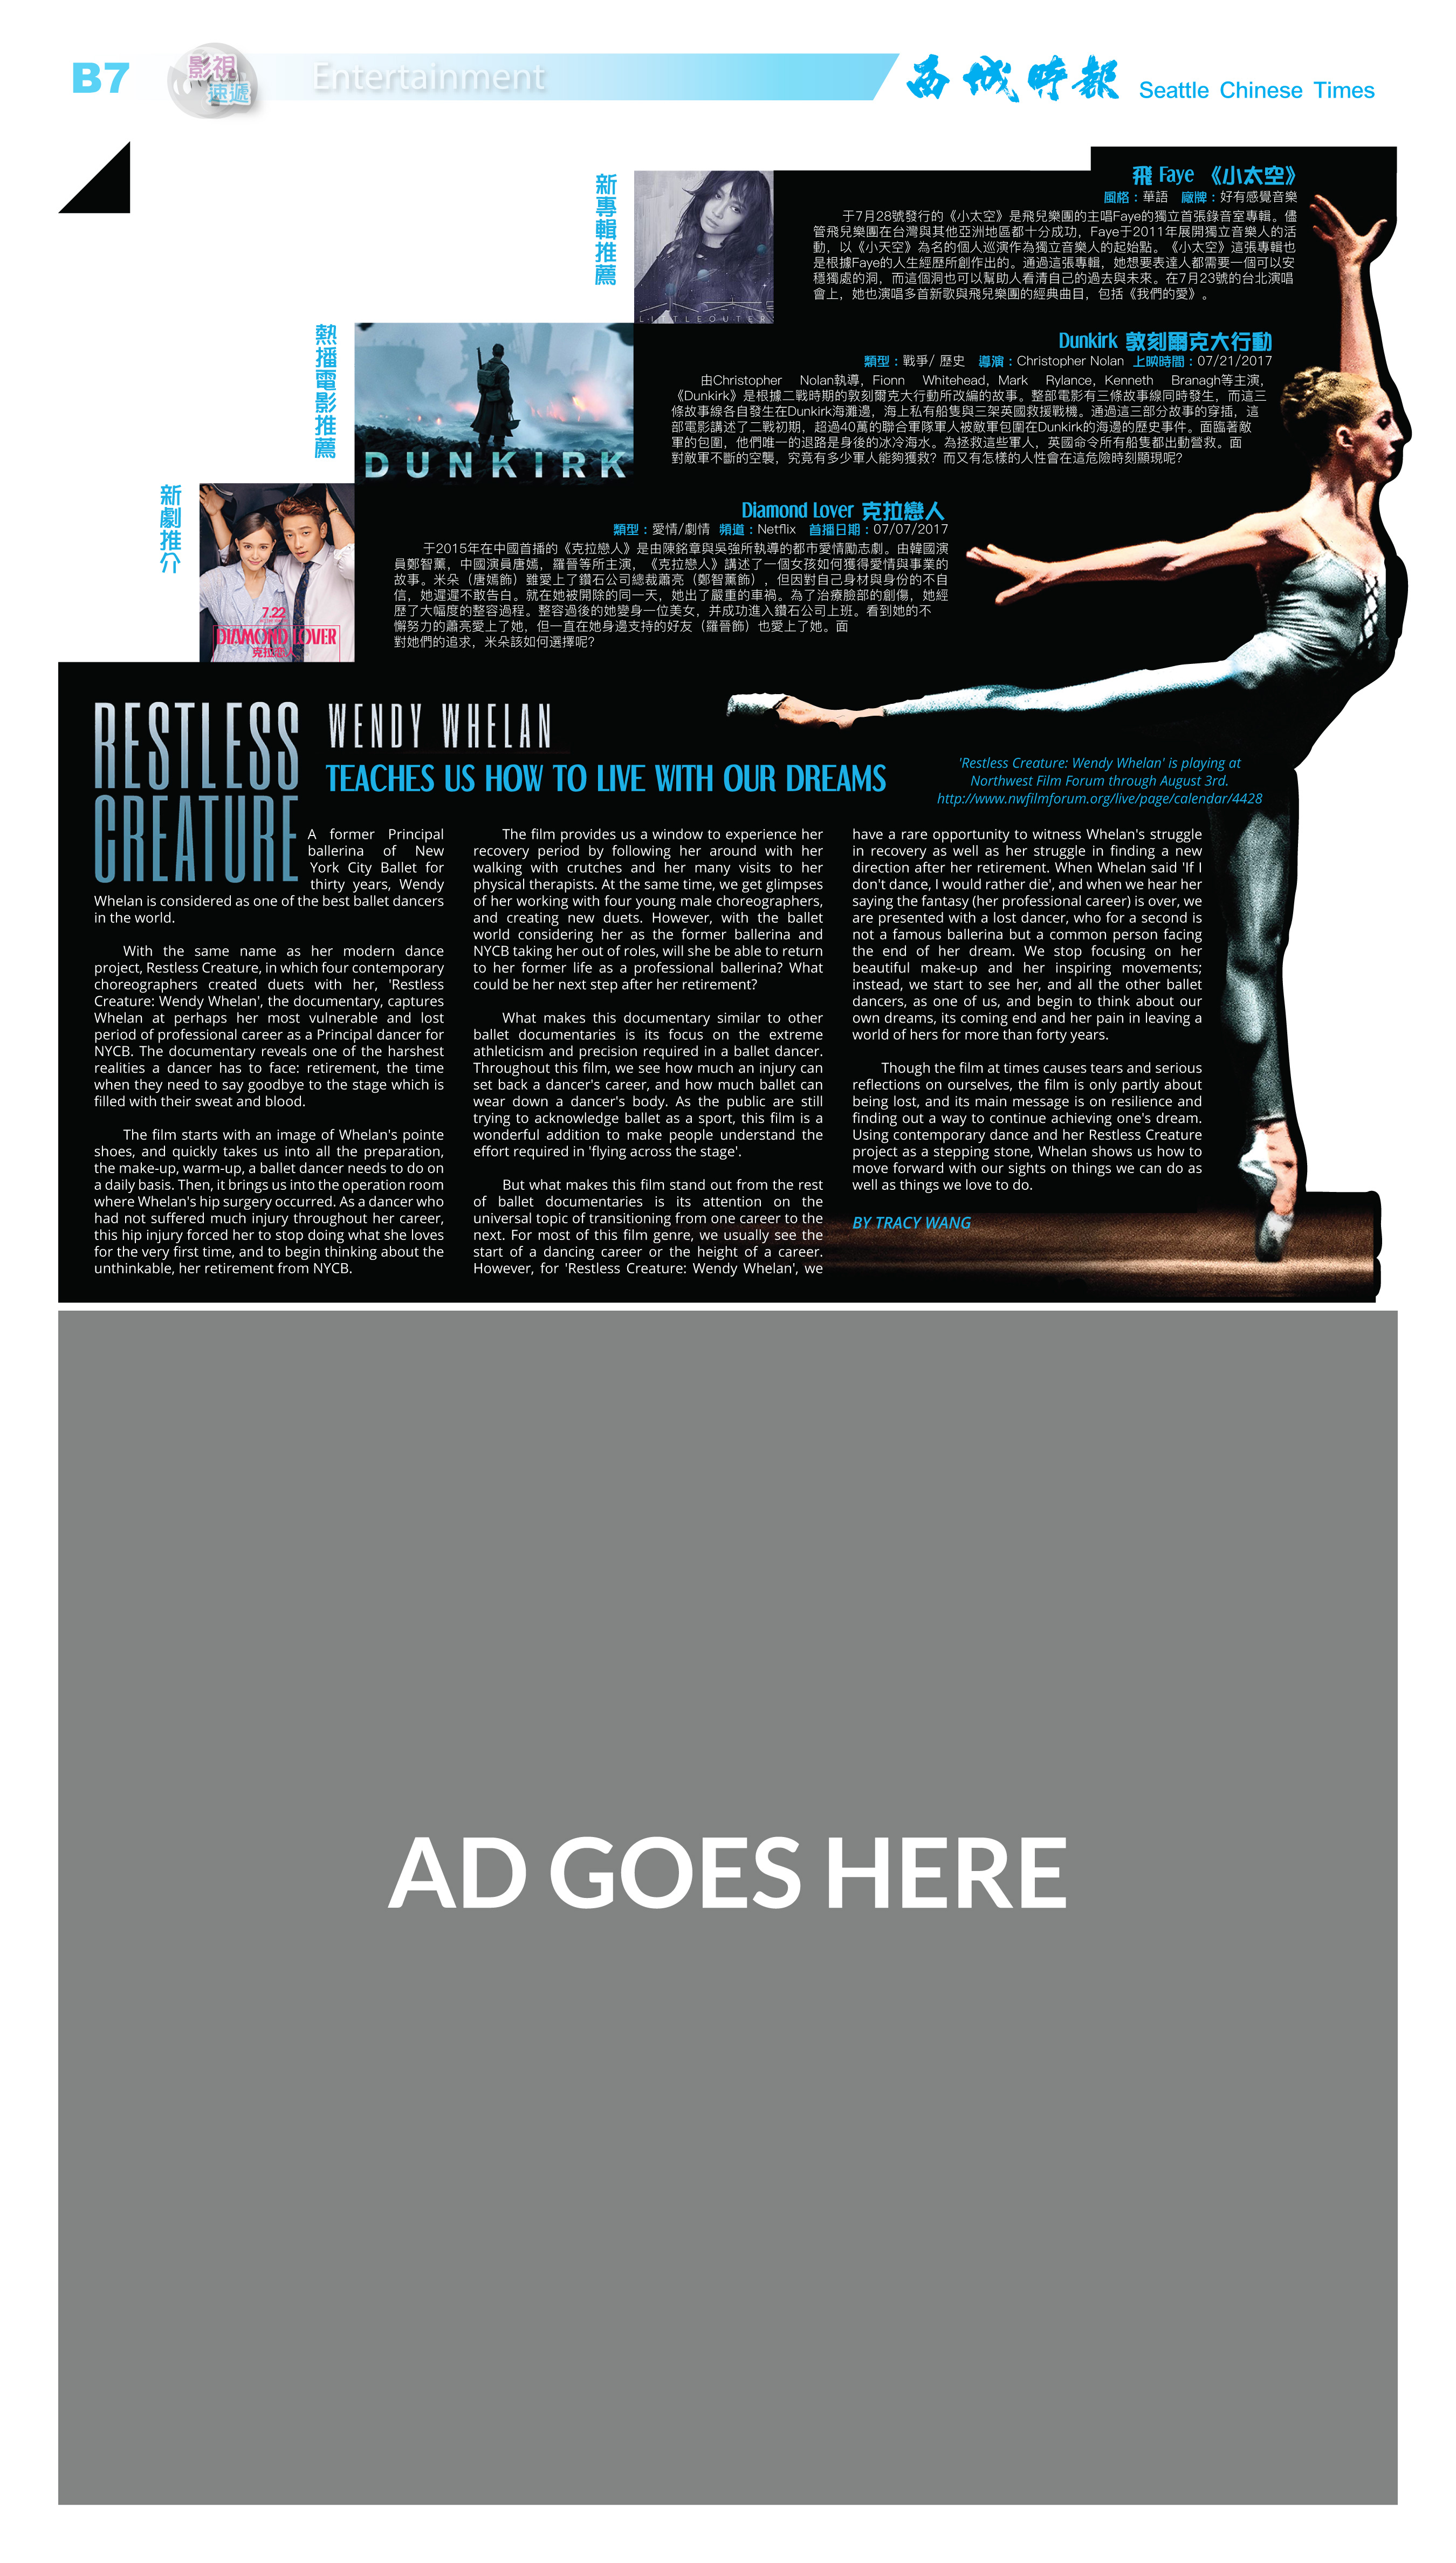 B7
影視
速遞
Entertainment
西城時報
Seattle Chinese Times
新專輯推薦
LITTLEOUTER
飛 Faye 《小太空》
風格：華語 廠牌：好有感覺音樂
于7月28號發行的《小太空》是飛兒樂團的主唱Faye的獨立首張錄音室專輯。儘
管飛兒樂團在台灣與其他亞洲地區都十分成功，Faye于2011年展開獨立音樂人的活
動，以《小天空》為名的個人巡演作為獨立音樂人的起始點。《小太空》這張專輯也
是根據Faye的人生經歷所創作出的。通過這張專輯，她想要表達人都需要一個可以安
穩獨處的洞，而這個洞也可以幫助人看清自己的過去與未來。在7月23號的台北演唱
會上，她也演唱多首新歌與飛兒樂團的經典曲目，包括《我們的愛》。
熱播電影推薦
DUNKIRK
Dunkirk 敦刻爾克大行動
類型：戰爭/ 歷史 導演：Christopher Nolan 上映時間：07/21/2017
由Christopher Nolan執導，Fionn Whitehead，Mark Rylance，Kenneth Branagh等主演，
《Dunkirk》是根據二戰時期的敦刻爾克大行動所改編的故事。整部電影有三條故事線同時發生，而這三
條故事線各自發生在Dunkirk海灘邊，海上私有船隻與三架英國救援戰機。通過這三部分故事的穿插，這
部電影講述了二戰初期，超過40萬的聯合軍隊軍人被敵軍包圍在Dunkirk的海邊的歷史事件。面臨著敵
軍的包圍，他們唯一的退路是身後的冰冷海水。為拯救這些軍人，英國命令所有船隻都出動營救。面
對敵軍不斷的空襲，究竟有多少軍人能夠獲救？而又有怎樣的人性會在這危險時刻顯現呢？
新劇推介
7.22
DIAMOND LOVER
克拉戀人
Diamond Lover 克拉戀人
類型：愛情/劇情 頻道：Netflix 首播日期：07/07/2017
于2015年在中國首播的《克拉戀人》是由陳銘章與吳強所執導的都市愛情勵志劇。由韓國演
員鄭智薰，中國演員唐嫣，羅晉等所主演，《克拉戀人》講述了一個女孩如何獲得愛情與事業的
故事。米朵（唐嫣飾）雖愛上了鑽石公司總裁蕭亮（鄭智薰飾），但因對自己身材與身份的不自
信，她遲遲不敢告白。就在她被開除的同一天，她出了嚴重的車禍。為了治療臉部的創傷，她經
歷了大幅度的整容過程。整容過後的她變身一位美女，并成功進入鑽石公司上班。看到她的不
懈努力的蕭亮愛上了她，但一直在她身邊支持的好友（羅晉飾）也愛上了她。面
對她們的追求，米朵該如何選擇呢？
RESTLESS
CREATURE
WENDY WHELAN
TEACHES US HOW TO LIVE WITH OUR DREAMS
'Restless Creature: Wendy Whelan' is playing at
Northwest Film Forum through August 3rd.
http://www.nwfilmforum.org/live/page/calendar/4428
A former Principal
ballerina of New
York City Ballet for
thirty years, Wendy
Whelan is considered as one of the best ballet dancers
in the world.
With the same name as her modern dance
project, Restless Creature, in which four contemporary
choreographers created duets with her, 'Restless
Creature: Wendy Whelan', the documentary, captures
Whelan at perhaps her most vulnerable and lost
period of professional career as a Principal dancer for
NYCB. The documentary reveals one of the harshest
realities a dancer has to face: retirement, the time
when they need to say goodbye to the stage which is
filled with their sweat and blood.
The film starts with an image of Whelan's pointe
shoes, and quickly takes us into all the preparation,
the make-up, warm-up, a ballet dancer needs to do on
a daily basis. Then, it brings us into the operation room
where Whelan's hip surgery occurred. As a dancer who
had not suffered much injury throughout her career,
this hip injury forced her to stop doing what she loves
for the very first time, and to begin thinking about the
unthinkable, her retirement from NYCB.
The film provides us a window to experience her
recovery period by following her around with her
walking with crutches and her many visits to her
physical therapists. At the same time, we get glimpses
of her working with four young male choreographers,
and creating new duets. However, with the ballet
world considering her as the former ballerina and
NYCB taking her out of roles, will she be able to return
to her former life as a professional ballerina? What
could be her next step after her retirement?
What makes this documentary similar to other
ballet documentaries is its focus on the extreme
athleticism and precision required in a ballet dancer.
Throughout this film, we see how much an injury can
set back a dancer's career, and how much ballet can
wear down a dancer's body. As the public are still
trying to acknowledge ballet as a sport, this film is a
wonderful addition to make people understand the
effort required in 'flying across the stage'.
But what makes this film stand out from the rest
of ballet documentaries is its attention on the
universal topic of transitioning from one career to the
next. For most of this film genre, we usually see the
start of a dancing career or the height of a career.
However, for 'Restless Creature: Wendy Whelan', we
have a rare opportunity to witness Whelan's struggle
in recovery as well as her struggle in finding a new
direction after her retirement. When Whelan said 'If I
don't dance, I would rather die', and when we hear her
saying the fantasy (her professional career) is over, we
are presented with a lost dancer, who for a second is
not a famous ballerina but a common person facing
the end of her dream. We stop focusing on her
beautiful make-up and her inspiring movements;
instead, we start to see her, and all the other ballet
dancers, as one of us, and begin to think about our
own dreams, its coming end and her pain in leaving a
world of hers for more than forty years.
Though the film at times causes tears and serious
reflections on ourselves, the film is only partly about
being lost, and its main message is on resilience and
finding out a way to continue achieving one's dream.
Using contemporary dance and her Restless Creature
project as a stepping stone, Whelan shows us how to
move forward with our sights on things we can do as
well as things we love to do.
BY TRACY WANG
AD GOES HERE